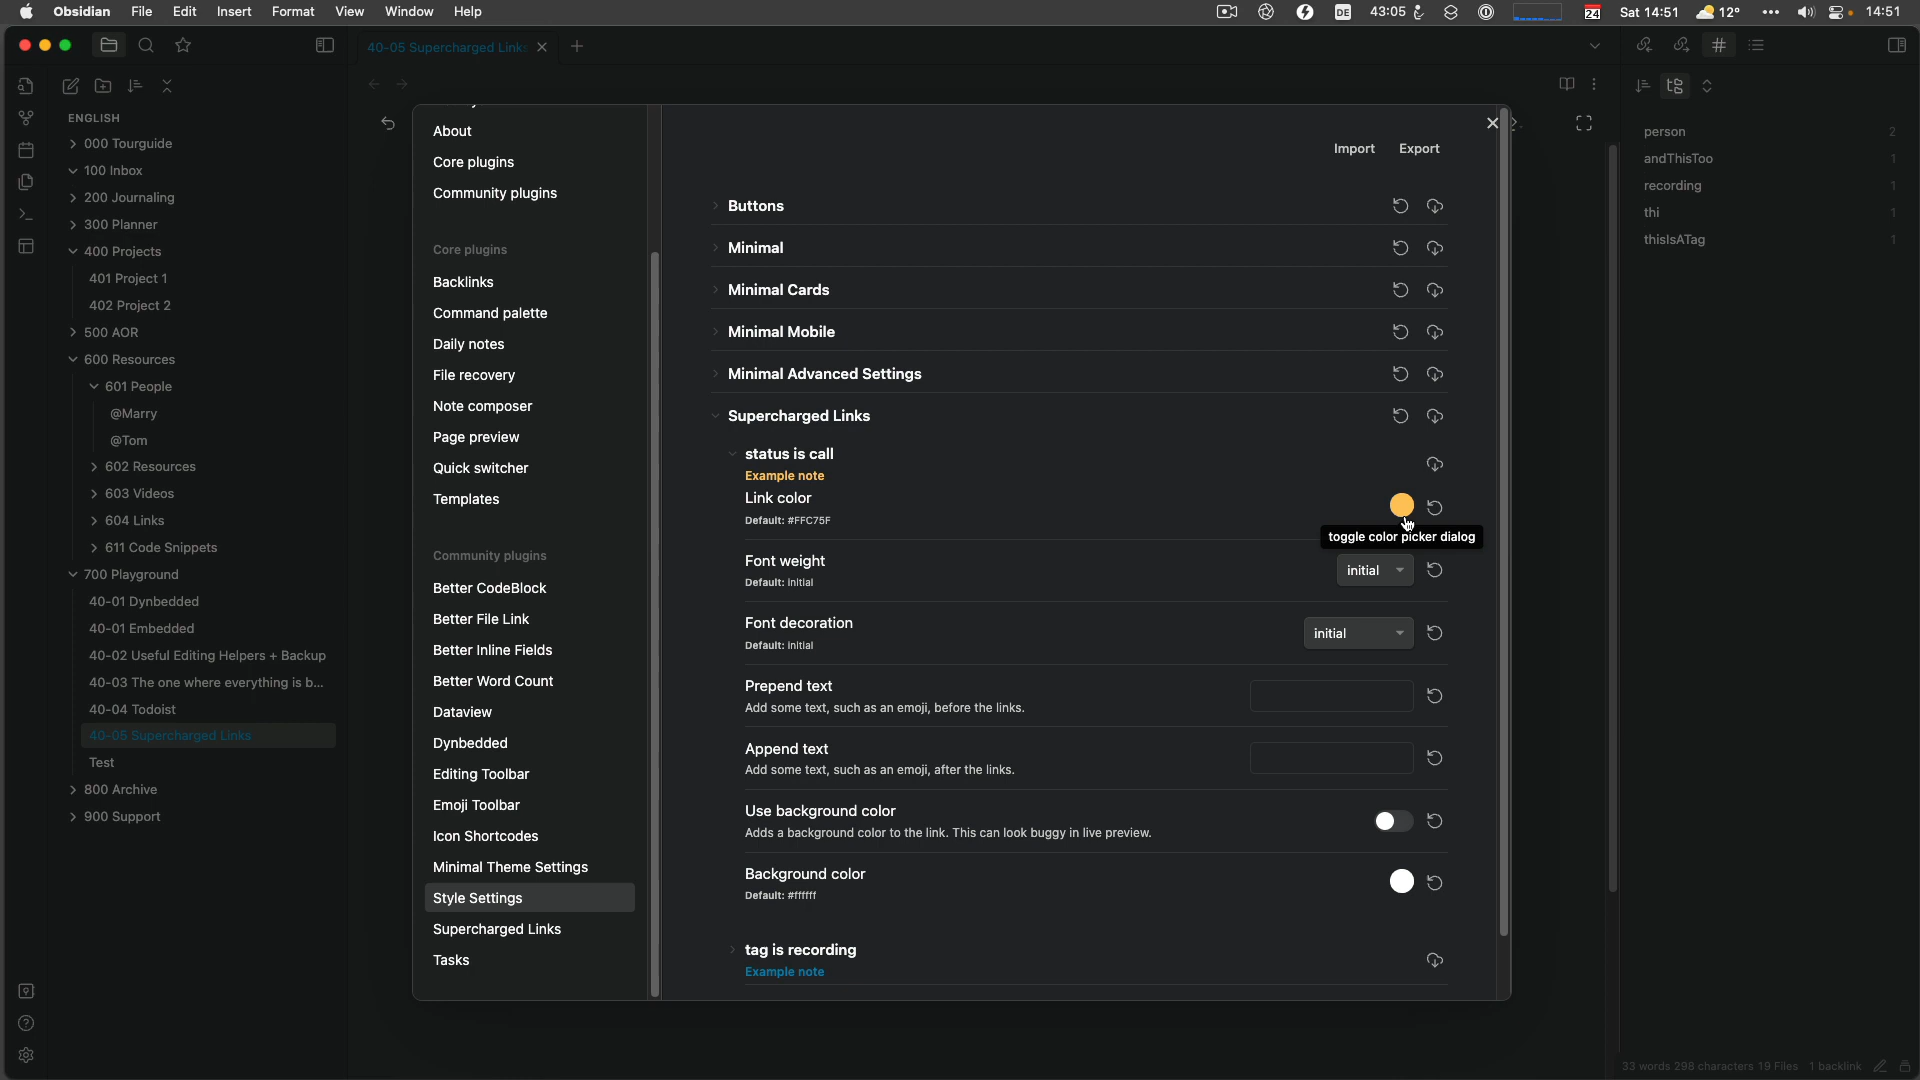 Obsidian File Edit Insert Format View Window Help
DE 43:05 24 Sat 14:51 12° 14:51
40-05 Supercharged Links
ENGLISH
000 Tourguide
100 Inbox
200 Journaling
300 Planner
400 Projects
401 Project 1
402 Project 2
500 AOR
600 Resources
601 People
@Marry
@Tom
602 Resources
603 Videos
604 Links
611 Code Snippets
700 Playground
40-01 Dynbedded
40-01 Embedded
40-02 Useful Editing Helpers + Backup
40-03 The one where everything is b...
40-04 Todoist
40-05 Supercharged Links
Test
800 Archive
900 Support
About
Core plugins
Community plugins
Core plugins
Backlinks
Command palette
Daily notes
File recovery
Note composer
Page preview
Quick switcher
Templates
Community plugins
Better CodeBlock
Better File Link
Better Inline Fields
Better Word Count
Dataview
Dynbedded
Editing Toolbar
Emoji Toolbar
Icon Shortcodes
Minimal Theme Settings
Style Settings
Supercharged Links
Tasks
Import Export
Buttons
Minimal
Minimal Cards
Minimal Mobile
Minimal Advanced Settings
Supercharged Links
status is call
Example note
Link color
Default: #FFC75F
toggle color picker dialog
Font weight
Default: initial
initial
Font decoration
Default: initial
initial
Prepend text
Add some text, such as an emoji, before the links.
Append text
Add some text, such as an emoji, after the links.
Use background color
Adds a background color to the link. This can look buggy in live preview.
Background color
Default: #ffffff
tag is recording
Example note
person 2
andThisToo 1
recording 1
thi 1
thisIsATag 1
33 words 298 characters 19 Files 1 backlink